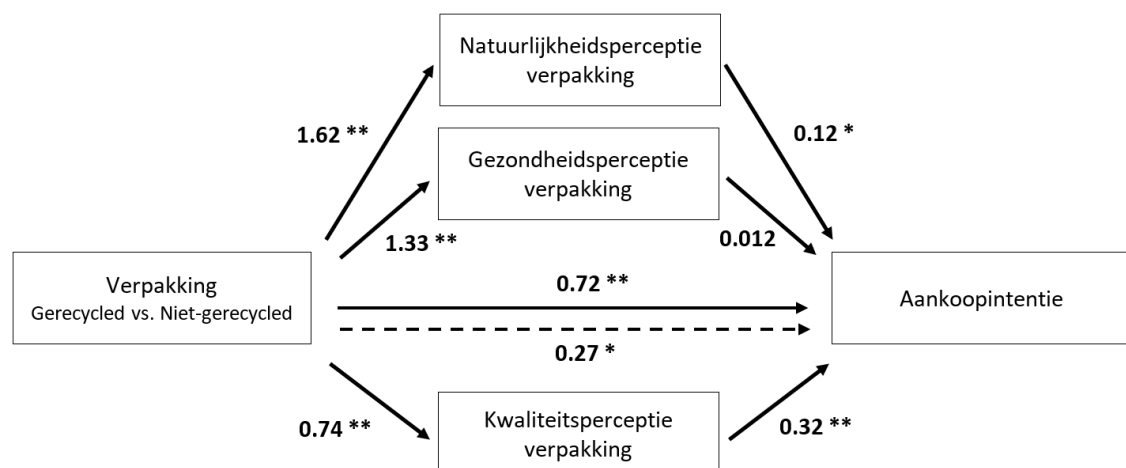 Natuurlijkheidsperceptie
verpakking
1.62 **
0.12 *
Gezondheidsperceptie
verpakking
1.33 **
0.012
Verpakking
Gerecycled vs. Niet-gerecycled
0.72 **
Aankoopintentie
0.27 *
0.74 **
Kwaliteitsperceptie
verpakking
0.32 **